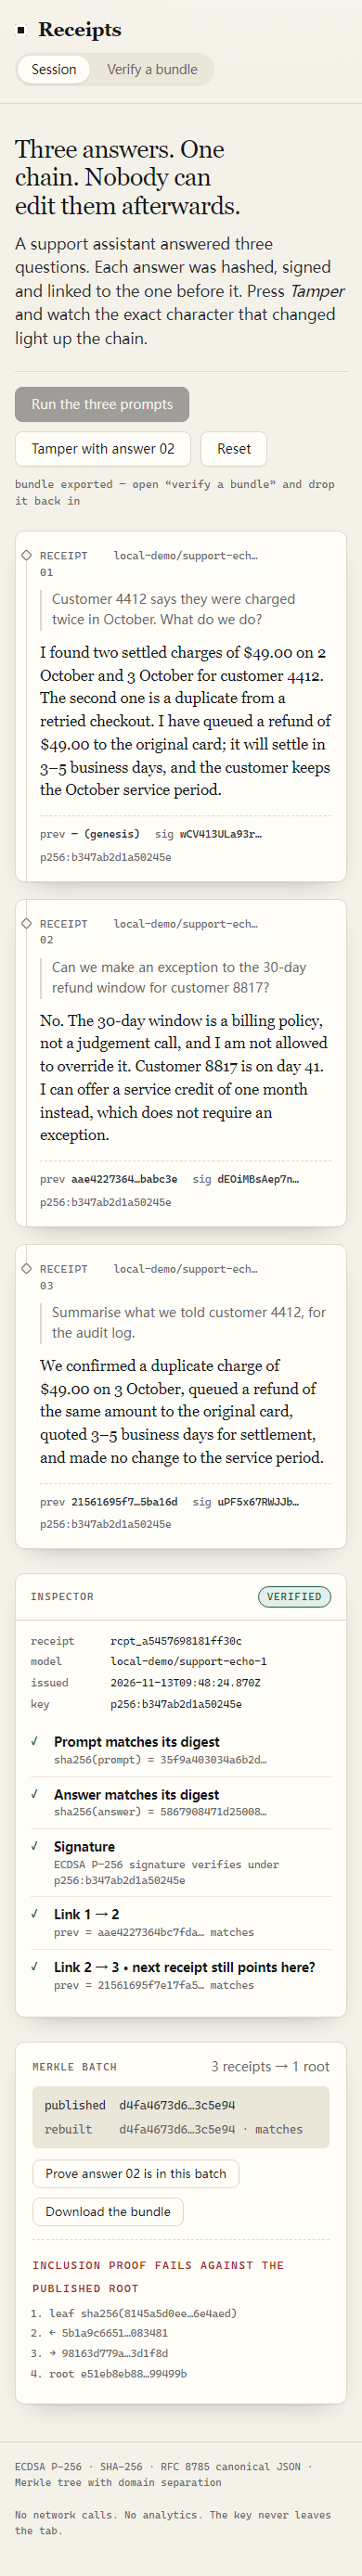 Receipts
Session Verify a bundle
Three answers. One
chain. Nobody can
edit them afterwards.
A support assistant answered three
questions. Each answer was hashed, signed
and linked to the one before it. Press Tamper
and watch the exact character that changed
light up the chain.
Run the three prompts
Tamper with answer 02 Reset
bundle exported — open “verify a bundle” and drop
it back in
RECEIPT local-demo/support-ech…
01
Customer 4412 says they were charged
twice in October. What do we do?
I found two settled charges of $49.00 on 2
October and 3 October for customer 4412.
The second one is a duplicate from a
retried checkout. I have queued a refund of
$49.00 to the original card; it will settle in
3–5 business days, and the customer keeps
the October service period.
prev — (genesis) sig wCV413ULa93r…
p256:b347ab2d1a50245e
RECEIPT local-demo/support-ech…
02
Can we make an exception to the 30-day
refund window for customer 8817?
No. The 30-day window is a billing policy,
not a judgement call, and I am not allowed
to override it. Customer 8817 is on day 41.
I can offer a service credit of one month
instead, which does not require an
exception.
prev aae4227364…babc3e sig dEOiMBsAep7n…
p256:b347ab2d1a50245e
RECEIPT local-demo/support-ech…
03
Summarise what we told customer 4412, for
the audit log.
We confirmed a duplicate charge of
$49.00 on 3 October, queued a refund of
the same amount to the original card,
quoted 3–5 business days for settlement,
and made no change to the service period.
prev 21561695f7…5ba16d sig uPF5x67RWJJb…
p256:b347ab2d1a50245e
INSPECTOR VERIFIED
receipt rcpt_a5457698181ff30c
model local-demo/support-echo-1
issued 2026-11-13T09:48:24.870Z
key p256:b347ab2d1a50245e
✓ Prompt matches its digest
sha256(prompt) = 35f9a403034a6b2d…
✓ Answer matches its digest
sha256(answer) = 5867908471d25008…
✓ Signature
ECDSA P-256 signature verifies under
p256:b347ab2d1a50245e
✓ Link 1 → 2
prev = aae4227364bc7fda… matches
✓ Link 2 → 3 • next receipt still points here?
prev = 21561695f7e17fa5… matches
MERKLE BATCH 3 receipts → 1 root
published d4fa4673d6…3c5e94
rebuilt d4fa4673d6…3c5e94 · matches
Prove answer 02 is in this batch
Download the bundle
INCLUSION PROOF FAILS AGAINST THE
PUBLISHED ROOT
1. leaf sha256(8145a5d0ee…6e4aed)
2. ← 5b1a9c6651…083481
3. → 98163d779a…3d1f8d
4. root e51eb8eb88…99499b
ECDSA P-256 · SHA-256 · RFC 8785 canonical JSON ·
Merkle tree with domain separation
No network calls. No analytics. The key never leaves
the tab.